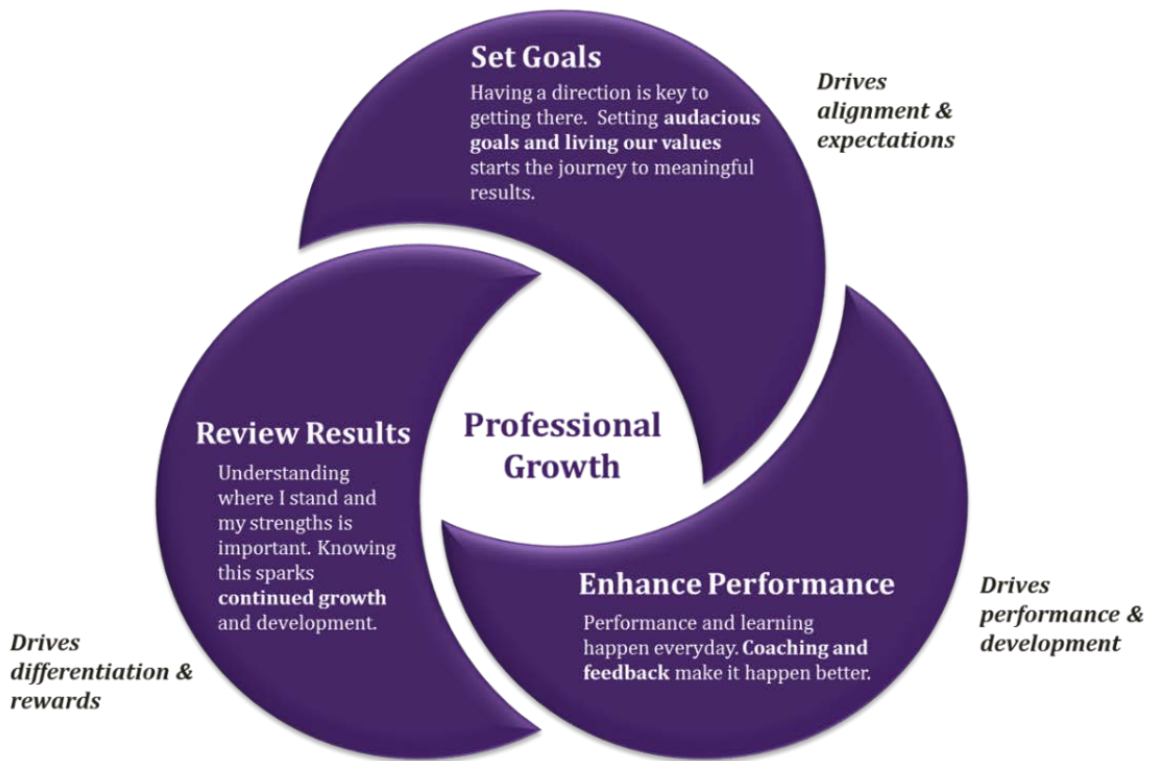 Set Goals
Having a direction is key to
getting there. Setting audacious
goals and living our values
starts the journey to meaningful
results.
Drives
alignment &
expectations
Professional
Growth
Review Results
Understanding
where I stand and
my strengths is
important. Knowing
this sparks
continued growth
and development.
Drives
differentiation &
rewards
Enhance Performance
Performance and learning
happen everyday. Coaching and
feedback make it happen better.
Drives
performance &
development